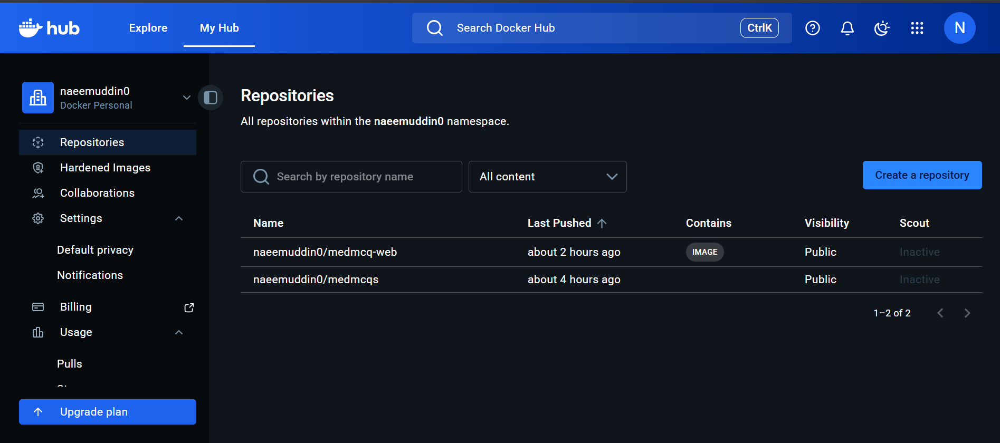 hub
Explore
My Hub
Search Docker Hub
CtrlK
N
naeemuddin0
Docker Personal
Repositories
Hardened Images
Collaborations
Settings
Default privacy
Notifications
Billing
Usage
Pulls
Upgrade plan
Repositories
All repositories within the naeemuddin0 namespace.
Search by repository name
All content
Create a repository
Name Last Pushed Contains Visibility Scout
naeemuddin0/medmcq-web about 2 hours ago IMAGE Public Inactive
naeemuddin0/medmcqs about 4 hours ago Public Inactive
1–2 of 2